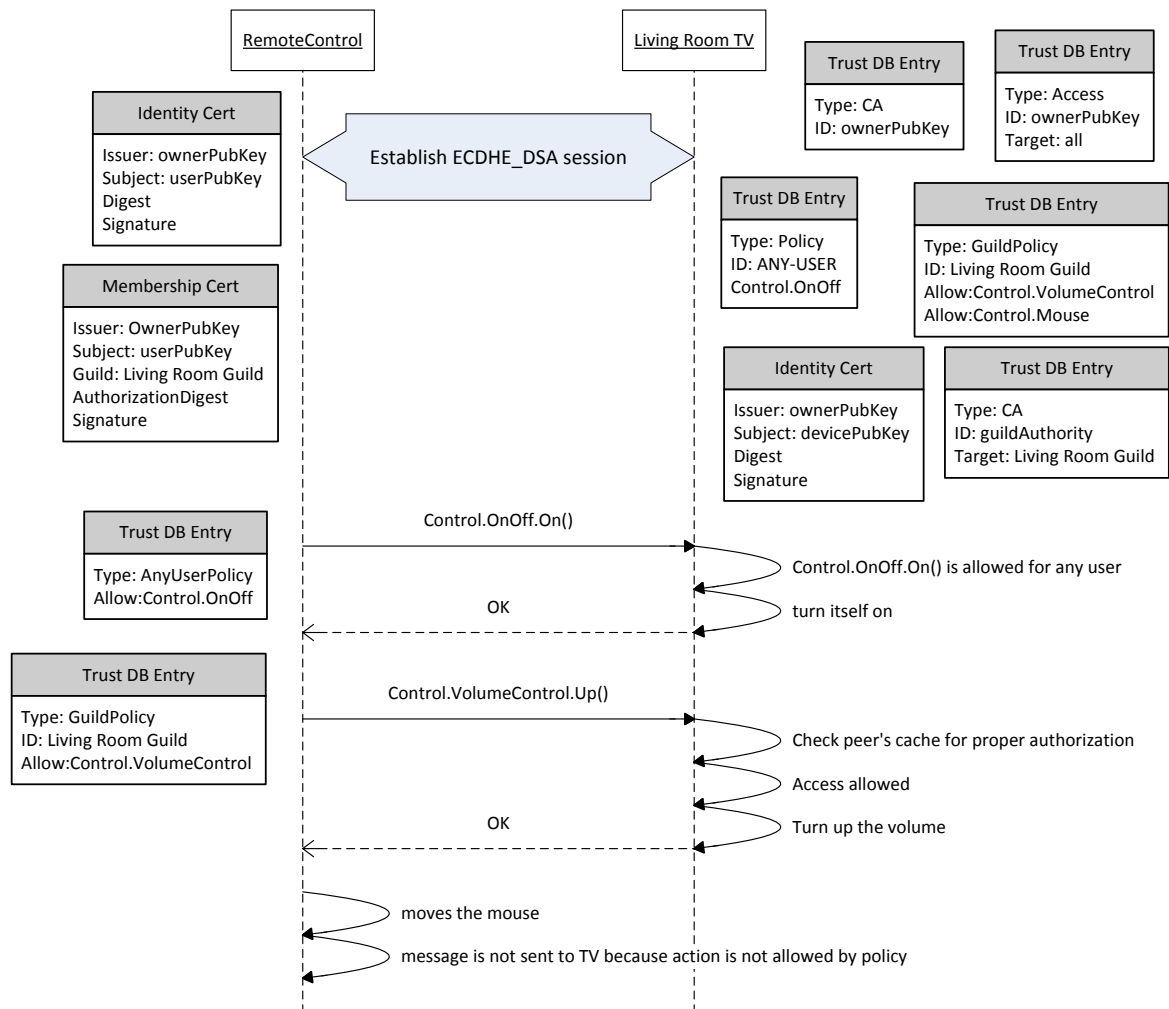 RemoteControl
Living Room TV
Trust DB Entry
Type: CA
ID: ownerPubKey
Trust DB Entry
Type: Access
ID: ownerPubKey
Target: all
Identity Cert
Issuer: ownerPubKey
Subject: userPubKey
Digest
Signature
Establish ECDHE_DSA session
Trust DB Entry
Type: Policy
ID: ANY-USER
Control.OnOff
Trust DB Entry
Type: GuildPolicy
ID: Living Room Guild
Allow:Control.VolumeControl
Allow:Control.Mouse
Membership Cert
Issuer: OwnerPubKey
Subject: userPubKey
Guild: Living Room Guild
AuthorizationDigest
Signature
Identity Cert
Issuer: ownerPubKey
Subject: devicePubKey
Digest
Signature
Trust DB Entry
Type: CA
ID: guildAuthority
Target: Living Room Guild
Trust DB Entry
Type: AnyUserPolicy
Allow:Control.OnOff
Control.OnOff.On()
Control.OnOff.On() is allowed for any user
OK
turn itself on
Trust DB Entry
Type: GuildPolicy
ID: Living Room Guild
Allow:Control.VolumeControl
Control.VolumeControl.Up()
Check peer's cache for proper authorization
Access allowed
OK
Turn up the volume
moves the mouse
message is not sent to TV because action is not allowed by policy